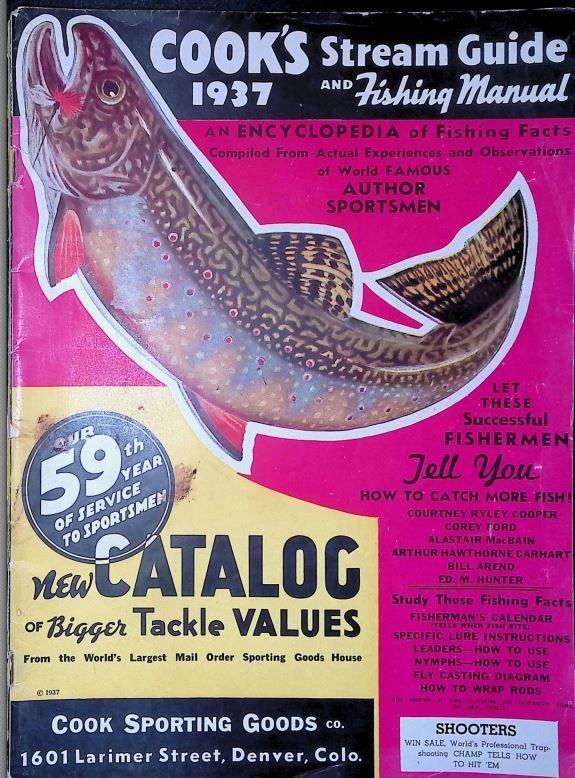 COOK'S Stream Guide
1937 AND Fishing Manual
AN ENCYCLOPEDIA of Fishing Facts
Compiled From Actual Experiences and Observations
of World FAMOUS
AUTHOR
SPORTSMEN
LET
THESE
Successful
FISHERMEN
Tell You
HOW TO CATCH MORE FISH!
COURTNEY RYLEY COOPER
COREY FORD
ALASTAIR MacBAIN
ARTHUR HAWTHORNE CARHART
BILL AREND
ED. M. HUNTER
Study These Fishing Facts
FISHERMAN'S CALENDAR
(TELLS WHEN FISH BITE)
SPECIFIC LURE INSTRUCTIONS
LEADERS—HOW TO USE
NYMPHS—HOW TO USE
FLY CASTING DIAGRAM
HOW TO WRAP RODS
SHOOTERS
WIN SALE, World's Professional Trap-
shooting CHAMP TELLS HOW
TO HIT 'EM
OUR
59th
YEAR
OF SERVICE
TO SPORTSMEN
NEW CATALOG
OF Bigger Tackle VALUES
From the World's Largest Mail Order Sporting Goods House
© 1937
COOK SPORTING GOODS CO.
1601 Larimer Street, Denver, Colo.